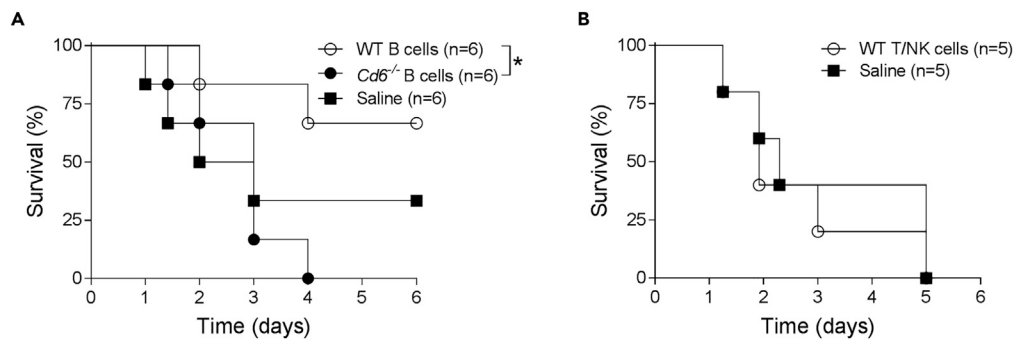 A
WT B cells (n=6)
Cd6-/- B cells (n=6)
Saline (n=6)
*
100
75
50
25
0
Survival (%)
0 1 2 3 4 5 6
Time (days)
B
WT T/NK cells (n=5)
Saline (n=5)
100
75
50
25
0
Survival (%)
0 1 2 3 4 5 6
Time (days)